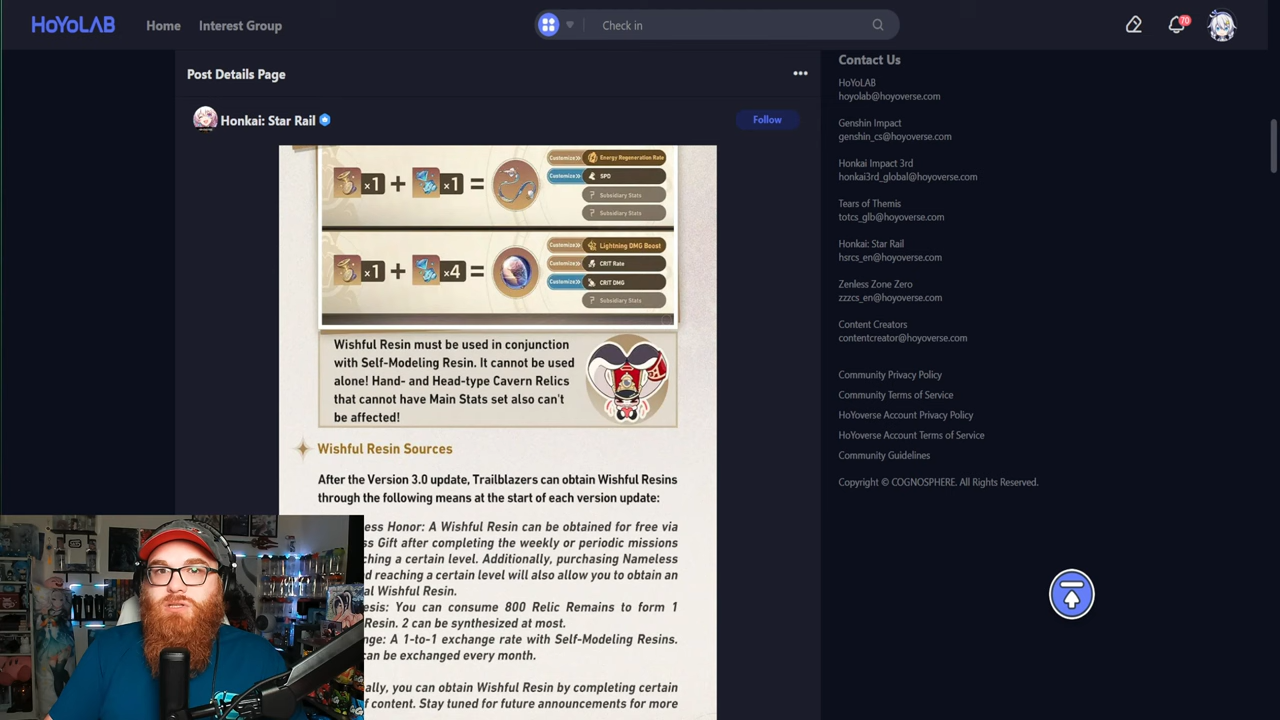 HoYoLAB
Home
Interest Group
Check in
70
Post Details Page
Honkai: Star Rail
Follow
×1 + ×1 =
Customize>> Energy Regeneration Rate
Customize>> SPD
? Subsidiary Stats
? Subsidiary Stats
×1 + ×4 =
Customize>> Lightning DMG Boost
Customize>> CRIT Rate
Customize>> CRIT DMG
? Subsidiary Stats
Wishful Resin must be used in conjunction
with Self-Modeling Resin. It cannot be used
alone! Hand- and Head-type Cavern Relics
that cannot have Main Stats set also can't
be affected!
Wishful Resin Sources
After the Version 3.0 update, Trailblazers can obtain Wishful Resins
through the following means at the start of each version update:
ess Honor: A Wishful Resin can be obtained for free via
ss Gift after completing the weekly or periodic missions
ching a certain level. Additionally, purchasing Nameless
d reaching a certain level will also allow you to obtain an
al Wishful Resin.
esis: You can consume 800 Relic Remains to form 1
Resin. 2 can be synthesized at most.
nge: A 1-to-1 exchange rate with Self-Modeling Resins.
can be exchanged every month.
ally, you can obtain Wishful Resin by completing certain
of content. Stay tuned for future announcements for more
Contact Us
HoYoLAB
hoyolab@hoyoverse.com
Genshin Impact
genshin_cs@hoyoverse.com
Honkai Impact 3rd
honkai3rd_global@hoyoverse.com
Tears of Themis
totcs_glb@hoyoverse.com
Honkai: Star Rail
hsrcs_en@hoyoverse.com
Zenless Zone Zero
zzzcs_en@hoyoverse.com
Content Creators
contentcreator@hoyoverse.com
Community Privacy Policy
Community Terms of Service
HoYoverse Account Privacy Policy
HoYoverse Account Terms of Service
Community Guidelines
Copyright © COGNOSPHERE. All Rights Reserved.